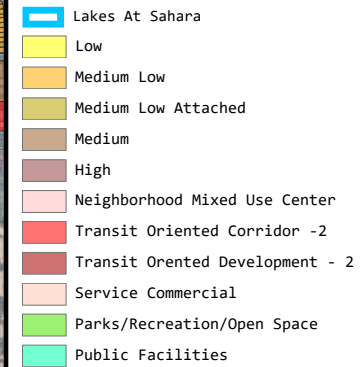 Lakes At Sahara
Low
Medium Low
Medium Low Attached
Medium
High
Neighborhood Mixed Use Center
Transit Oriented Corridor -2
Transit Orented Development - 2
Service Commercial
Parks/Recreation/Open Space
Public Facilities